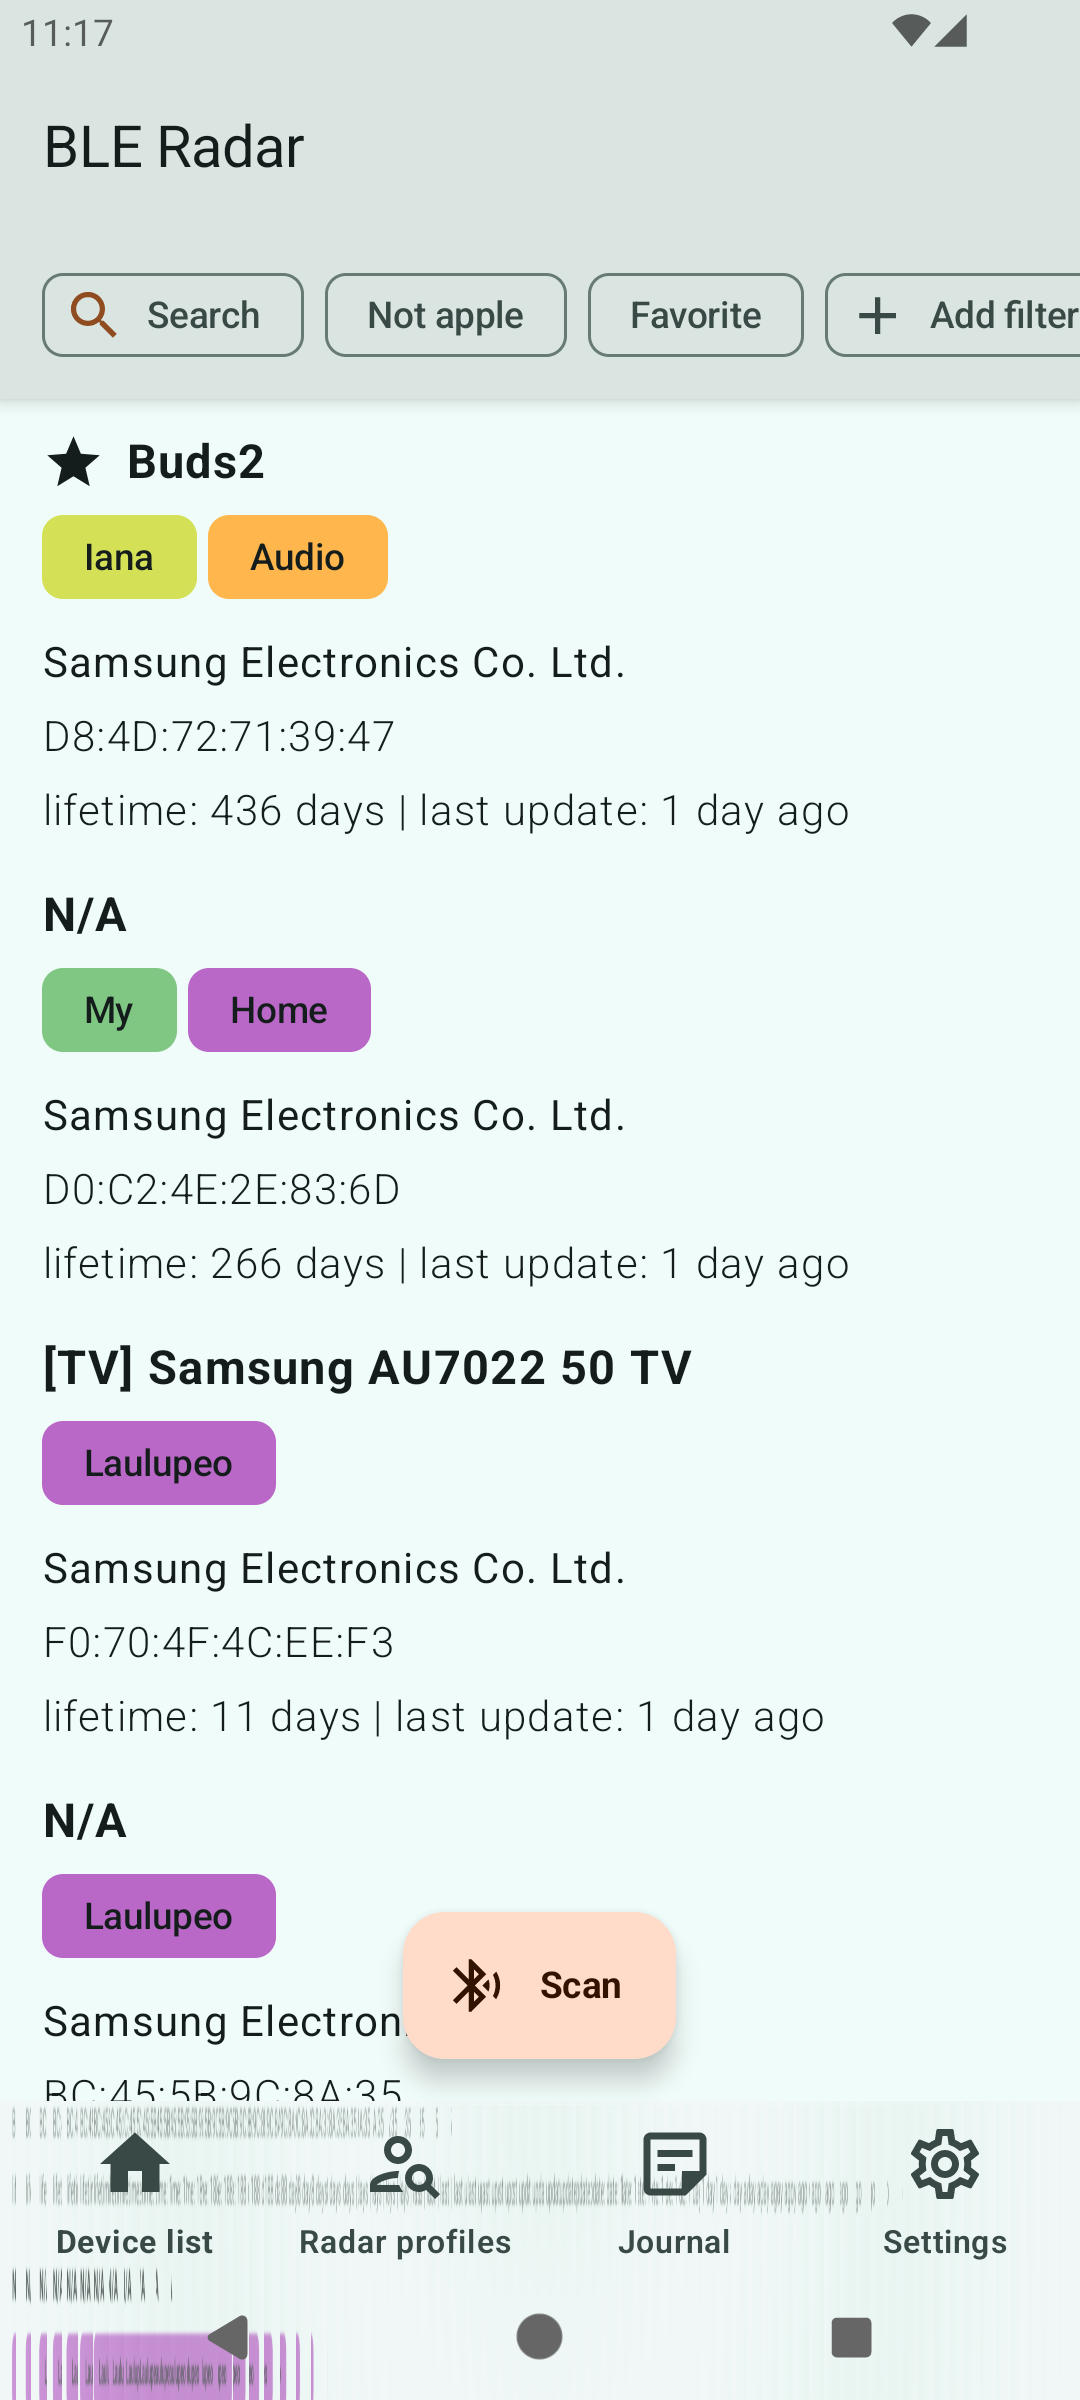 11:17
BLE Radar
Search
Not apple
Favorite
Add filter
Buds2
Iana
Audio
Samsung Electronics Co. Ltd.
D8:4D:72:71:39:47
lifetime: 436 days | last update: 1 day ago
N/A
My
Home
Samsung Electronics Co. Ltd.
D0:C2:4E:2E:83:6D
lifetime: 266 days | last update: 1 day ago
[TV] Samsung AU7022 50 TV
Laulupeo
Samsung Electronics Co. Ltd.
F0:70:4F:4C:EE:F3
lifetime: 11 days | last update: 1 day ago
N/A
Laulupeo
Scan
Samsung Electron
BC:45:5B:9C:8A:35
Device list
Radar profiles
Journal
Settings